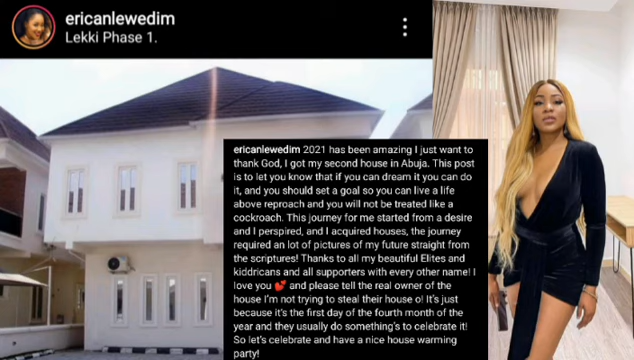 ericanlewedim
Lekki Phase 1.
ericanlewedim 2021 has been amazing I just want to
thank God, I got my second house in Abuja. This post
is to let you know that if you can dream it you can do
it, and you should set a goal so you can live a life
above reproach and you will not be treated like a
cockroach. This journey for me started from a desire
and I perspired, and I acquired houses, the journey
required an lot of pictures of my future straight from
the scriptures! Thanks to all my beautiful Elites and
kiddricans and all supporters with every other name! I
love you 💕 and please tell the real owner of the
house I'm not trying to steal their house o! It's just
because it's the first day of the fourth month of the
year and they usually do something's to celebrate it!
So let's celebrate and have a nice house warming
party!